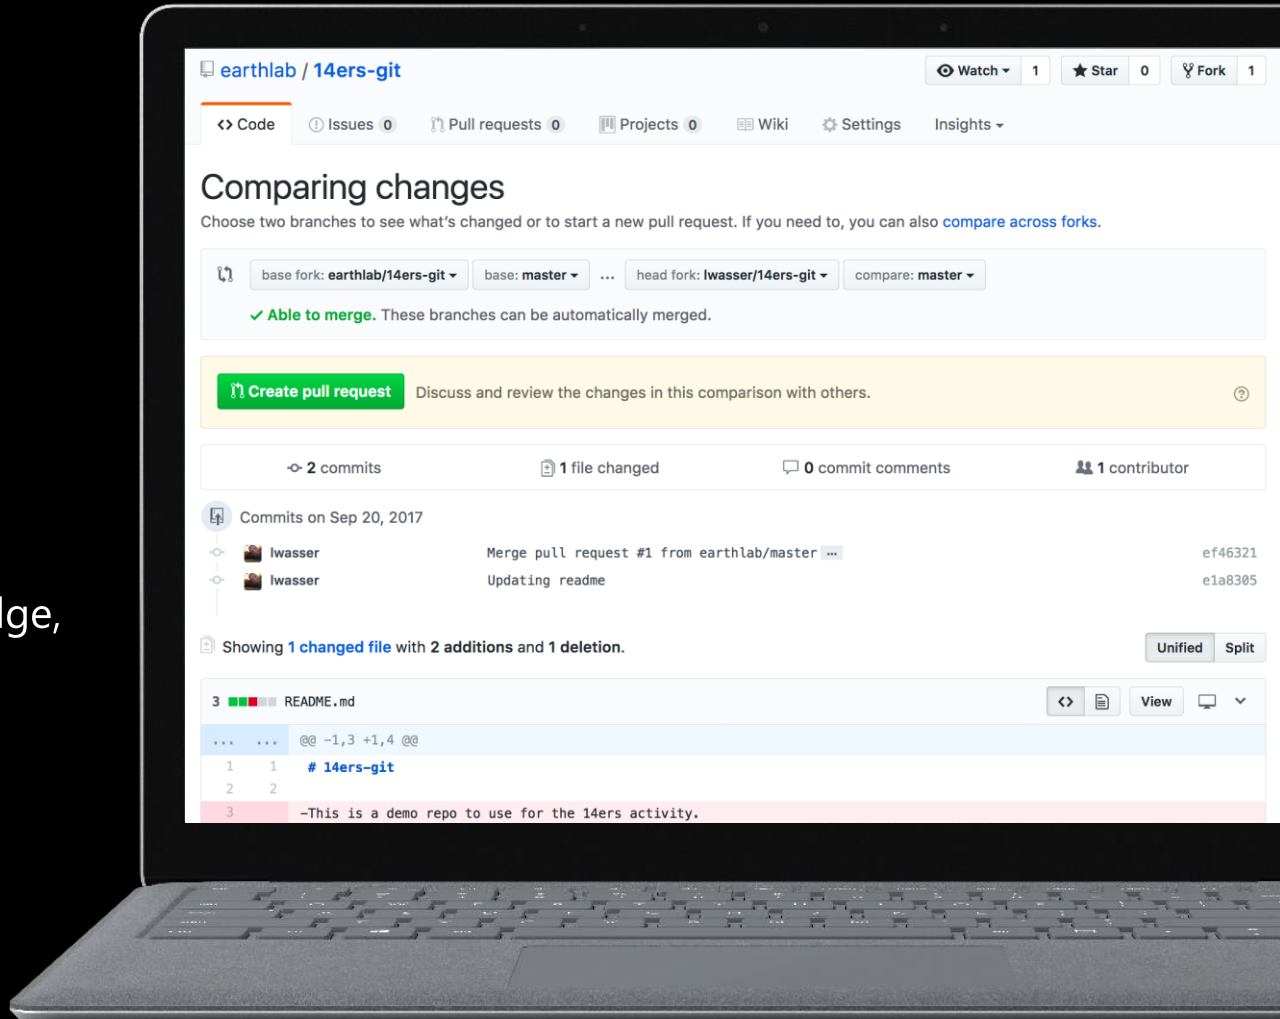 earthlab / 14ers-git
Watch 1 Star 0 Fork 1
Code Issues 0 Pull requests 0 Projects 0 Wiki Settings Insights
Comparing changes
Choose two branches to see what's changed or to start a new pull request. If you need to, you can also compare across forks.
base fork: earthlab/14ers-git base: master ... head fork: lwasser/14ers-git compare: master
Able to merge. These branches can be automatically merged.
Create pull request Discuss and review the changes in this comparison with others.
2 commits 1 file changed 0 commit comments 1 contributor
Commits on Sep 20, 2017
lwasser Merge pull request #1 from earthlab/master ... ef46321
lwasser Updating readme e1a8305
ge,
Showing 1 changed file with 2 additions and 1 deletion. Unified Split
3 README.md <> View
... ... @@ -1,3 +1,4 @@
1 1 # 14ers-git
2 2
3 -This is a demo repo to use for the 14ers activity.